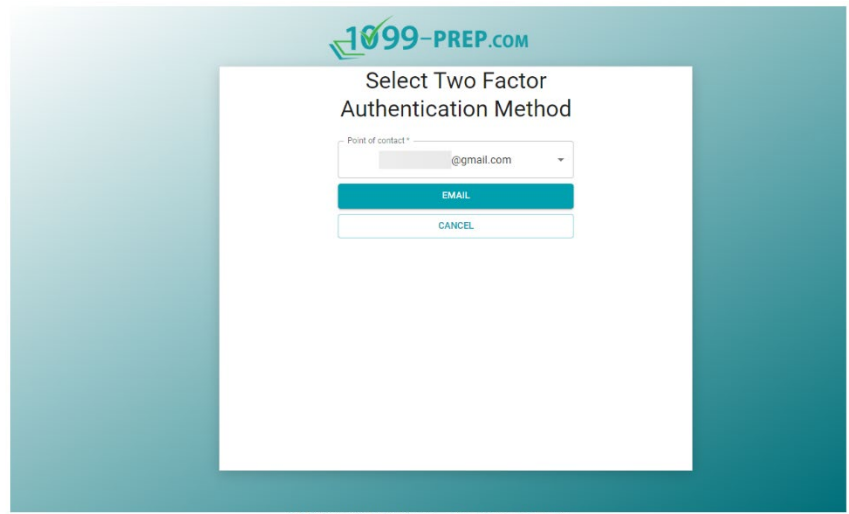 1099-PREP.COM
Select Two Factor
Authentication Method
Point of contact *
@gmail.com
EMAIL
CANCEL